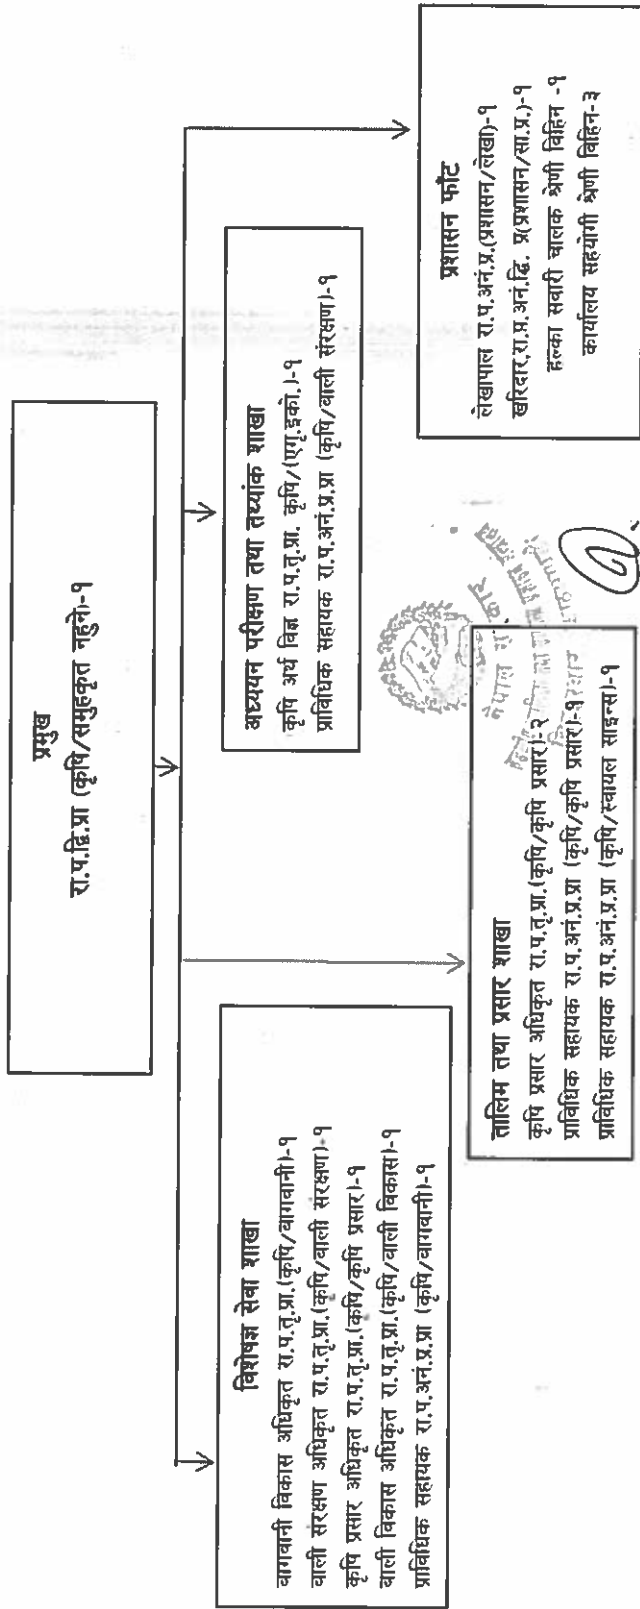 प्रमुख
रा.प.द्वि.प्रा (कृषि/समुहकृत नहुने)-१
विशेषज्ञ सेवा शाखा
बागवानी विकास अधिकृत रा.प.तृ.प्रा.(कृषि/बागवानी)-१
बाली संरक्षण अधिकृत रा.प.तृ.प्रा.(कृषि/बाली संरक्षण)-१
कृषि प्रसार अधिकृत रा.प.तृ.प्रा.(कृषि/कृषि प्रसार)-१
बाली विकास अधिकृत रा.प.तृ.प्रा.(कृषि/बाली विकास)-१
प्राविधिक सहायक रा.प.अनं.प्र.प्रा (कृषि/बागवानी)-१
तालिम तथा प्रसार शाखा
कृषि प्रसार अधिकृत रा.प.तृ.प्रा.(कृषि/कृषि प्रसार)-२
प्राविधिक सहायक रा.प.अनं.प्र.प्रा (कृषि/कृषि प्रसार)-१
प्राविधिक सहायक रा.प.अनं.प्र.प्रा (कृषि/स्वायल साइन्स)-१
अध्ययन परीक्षण तथा तथ्यांक शाखा
कृषि अर्थ विज्ञ रा.प.तृ.प्रा. कृषि/(एगृ.इको.)-१
प्राविधिक सहायक रा.प.अनं.प्र.प्रा (कृषि/बाली संरक्षण)-१
प्रशासन फाँट
लेखापाल रा.प.अनं.प्र.(प्रशासन/लेखा)-१
खरिदार,रा.प्र.अनं.द्वि. प्र(प्रशासन/सा.प्र.)-१
हल्का सवारी चालक श्रेणी विहिन -१
कार्यालय सहयोगी श्रेणी विहिन-३
नेपाल सरकार